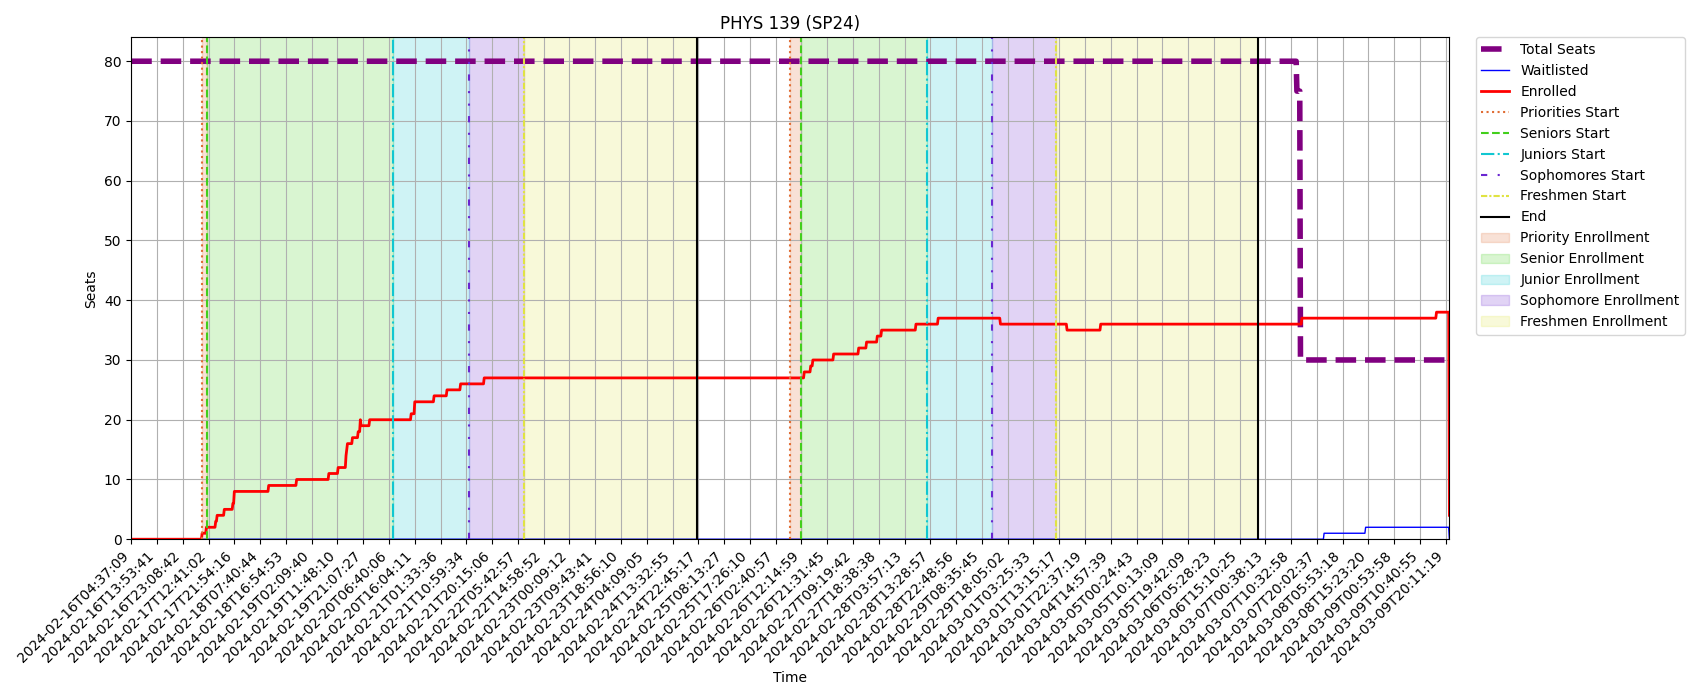 PHYS 139 (SP24)
Seats
80
70
60
50
40
30
20
10
0
2024-02-16T04:37:09
2024-02-16T13:53:41
2024-02-16T23:08:42
2024-02-17T12:41:02
2024-02-17T21:54:16
2024-02-18T07:40:44
2024-02-18T16:54:53
2024-02-19T02:09:40
2024-02-19T11:48:10
2024-02-19T21:07:27
2024-02-20T06:40:06
2024-02-20T16:04:11
2024-02-21T01:33:36
2024-02-21T10:59:34
2024-02-21T20:15:06
2024-02-22T05:42:57
2024-02-22T14:58:52
2024-02-23T00:09:12
2024-02-23T09:43:41
2024-02-23T18:56:10
2024-02-24T04:09:05
2024-02-24T13:32:55
2024-02-24T22:45:17
2024-02-25T08:13:27
2024-02-25T17:26:10
2024-02-26T02:40:57
2024-02-26T12:14:59
2024-02-26T21:31:45
2024-02-27T09:19:42
2024-02-27T18:38:38
2024-02-28T03:57:13
2024-02-28T13:28:57
2024-02-28T22:48:56
2024-02-29T08:35:45
2024-02-29T18:05:02
2024-03-01T03:25:33
2024-03-01T13:15:17
2024-03-01T22:37:19
2024-03-04T14:57:39
2024-03-05T00:24:43
2024-03-05T10:13:09
2024-03-05T19:42:09
2024-03-06T05:28:23
2024-03-06T15:10:25
2024-03-07T00:38:13
2024-03-07T10:32:58
2024-03-07T20:02:37
2024-03-08T05:53:18
2024-03-08T15:23:20
2024-03-09T00:53:58
2024-03-09T10:40:55
2024-03-09T20:11:19
Time
Total Seats
Waitlisted
Enrolled
Priorities Start
Seniors Start
Juniors Start
Sophomores Start
Freshmen Start
End
Priority Enrollment
Senior Enrollment
Junior Enrollment
Sophomore Enrollment
Freshmen Enrollment